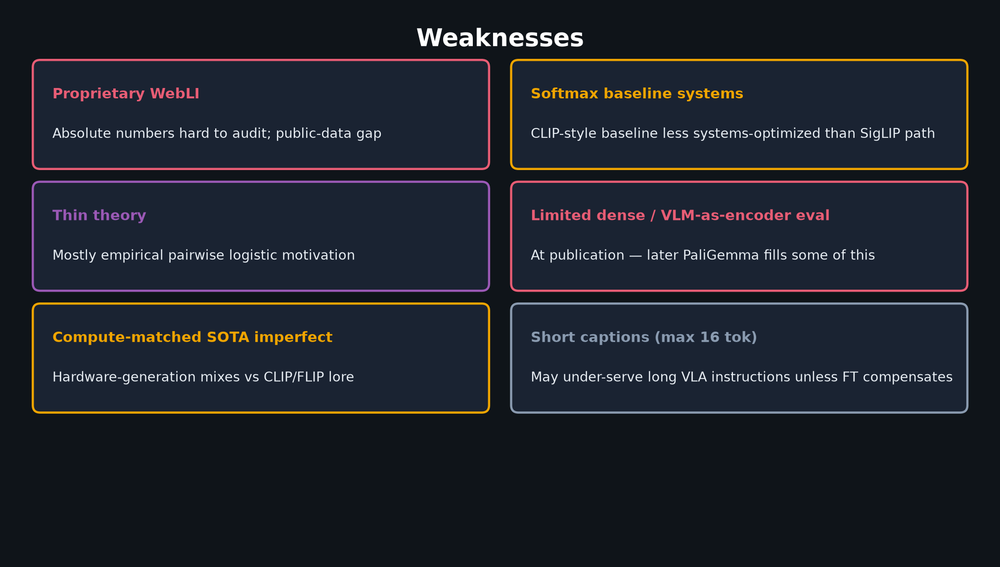 Weaknesses
Proprietary WebLI
Absolute numbers hard to audit; public-data gap
Softmax baseline systems
CLIP-style baseline less systems-optimized than SigLIP path
Thin theory
Mostly empirical pairwise logistic motivation
Limited dense / VLM-as-encoder eval
At publication — later PaliGemma fills some of this
Compute-matched SOTA imperfect
Hardware-generation mixes vs CLIP/FLIP lore
Short captions (max 16 tok)
May under-serve long VLA instructions unless FT compensates